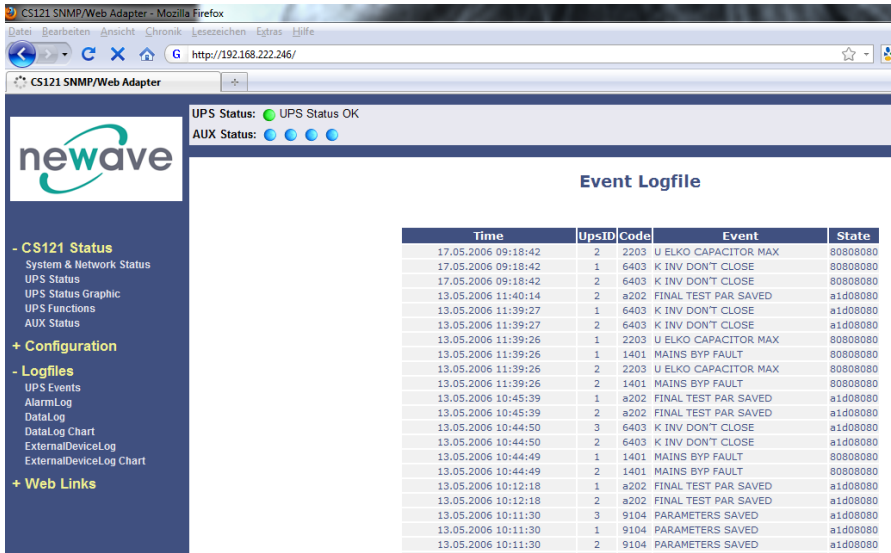 CS121 SNMP/Web Adapter - Mozilla Firefox
Datei Bearbeiten Ansicht Chronik Lesezeichen Extras Hilfe
G http://192.168.222.246/
CS121 SNMP/Web Adapter
UPS Status: UPS Status OK
AUX Status:
newave
Event Logfile
- CS121 Status
System & Network Status
UPS Status
UPS Status Graphic
UPS Functions
AUX Status
+ Configuration
- Logfiles
UPS Events
AlarmLog
DataLog
DataLog Chart
ExternalDeviceLog
ExternalDeviceLog Chart
+ Web Links
Time UpsID Code Event State
17.05.2006 09:18:42 2 2203 U ELKO CAPACITOR MAX 80808080
17.05.2006 09:18:42 1 6403 K INV DON'T CLOSE 80808080
17.05.2006 09:18:42 2 6403 K INV DON'T CLOSE 80808080
13.05.2006 11:40:14 2 a202 FINAL TEST PAR SAVED a1d08080
13.05.2006 11:39:27 1 6403 K INV DON'T CLOSE a1d08080
13.05.2006 11:39:27 2 6403 K INV DON'T CLOSE a1d08080
13.05.2006 11:39:26 1 2203 U ELKO CAPACITOR MAX 80808080
13.05.2006 11:39:26 1 1401 MAINS BYP FAULT 80808080
13.05.2006 11:39:26 2 2203 U ELKO CAPACITOR MAX 80808080
13.05.2006 11:39:26 2 1401 MAINS BYP FAULT 80808080
13.05.2006 10:45:39 1 a202 FINAL TEST PAR SAVED a1d08080
13.05.2006 10:45:39 2 a202 FINAL TEST PAR SAVED a1d08080
13.05.2006 10:44:50 3 6403 K INV DON'T CLOSE a1d08080
13.05.2006 10:44:50 2 6403 K INV DON'T CLOSE a1d08080
13.05.2006 10:44:49 1 1401 MAINS BYP FAULT 80808080
13.05.2006 10:44:49 2 1401 MAINS BYP FAULT 80808080
13.05.2006 10:12:18 1 a202 FINAL TEST PAR SAVED a1d08080
13.05.2006 10:12:18 2 a202 FINAL TEST PAR SAVED a1d08080
13.05.2006 10:11:30 3 9104 PARAMETERS SAVED a1d08080
13.05.2006 10:11:30 1 9104 PARAMETERS SAVED a1d08080
13.05.2006 10:11:30 2 9104 PARAMETERS SAVED a1d08080